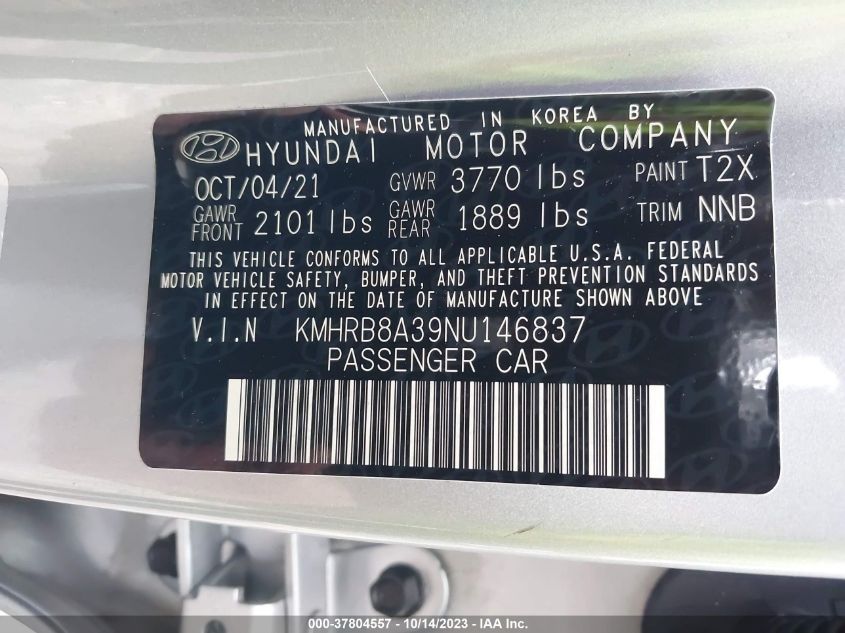 MANUFACTURED IN KOREA BY
HYUNDAI MOTOR COMPANY
OCT/04/21 GVWR 3770 lbs PAINT T2X
GAWR FRONT 2101 lbs GAWR REAR 1889 lbs TRIM NNB
THIS VEHICLE CONFORMS TO ALL APPLICABLE U.S.A. FEDERAL
MOTOR VEHICLE SAFETY, BUMPER, AND THEFT PREVENTION STANDARDS
IN EFFECT ON THE DATE OF MANUFACTURE SHOWN ABOVE
V.I.N KMHRB8A39NU146837
PASSENGER CAR
000-37804557 - 10/14/2023 - IAA Inc.